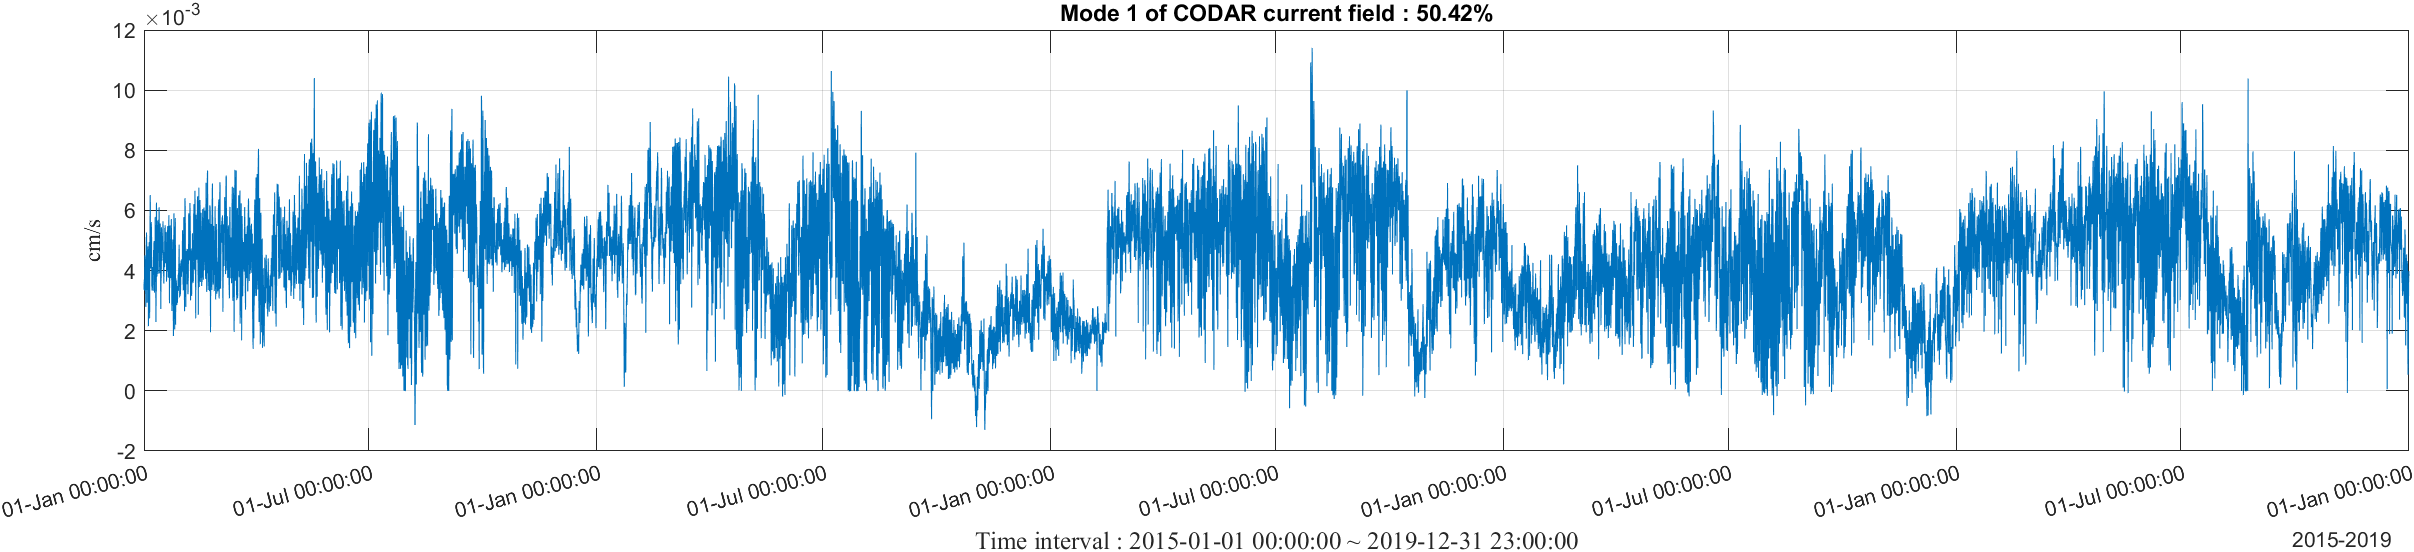 Mode 1 of CODAR current field : 50.42%
×10-3
12
10
8
6
4
2
0
-2
cm/s
01-Jan 00:00:00
01-Jul 00:00:00
01-Jan 00:00:00
01-Jul 00:00:00
01-Jan 00:00:00
01-Jul 00:00:00
01-Jan 00:00:00
01-Jul 00:00:00
01-Jan 00:00:00
01-Jul 00:00:00
01-Jan 00:00:00
Time interval : 2015-01-01 00:00:00 ~ 2019-12-31 23:00:00
2015-2019